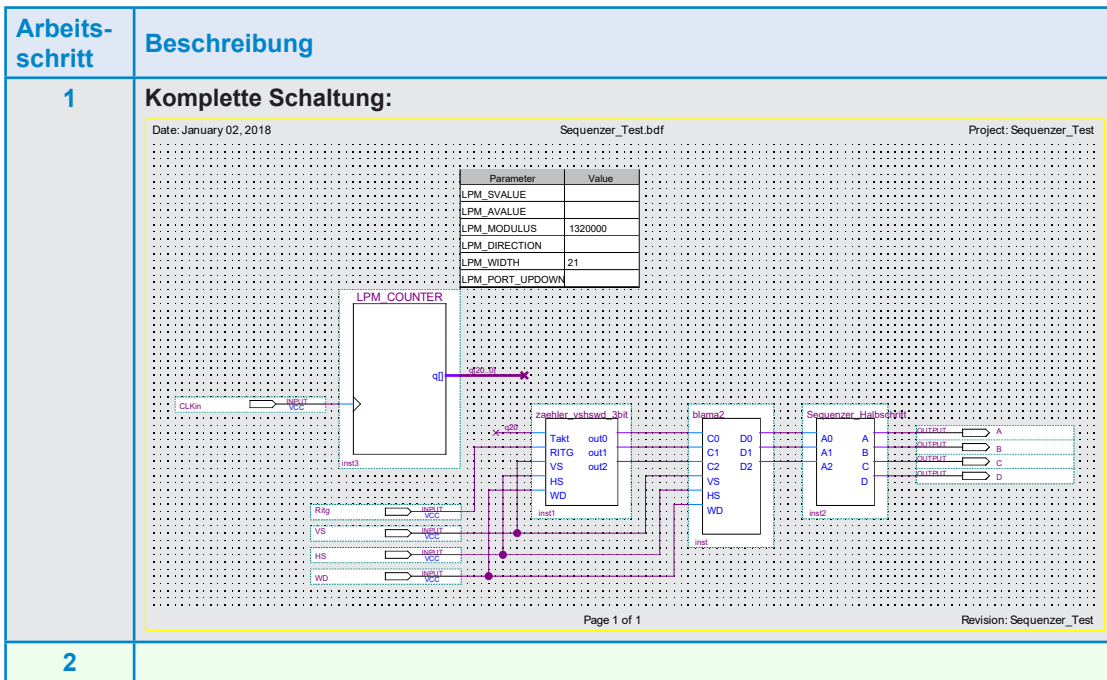 Arbeits-
schritt
Beschreibung
1
Komplette Schaltung:
Date: January 02, 2018 Sequenzer_Test.bdf Project: Sequenzer_Test
Parameter Value
LPM_SVALUE
LPM_AVALUE
LPM_MODULUS 1320000
LPM_DIRECTION
LPM_WIDTH 21
LPM_PORT_UPDOWN
LPM_COUNTER
q[]
q[20..0]
CLKin INPUT
VCC
inst3
zaehler_vshswd_3bit
q20
Takt out0
RITG out1
VS out2
HS
WD
inst1
blama2
C0 D0
C1 D1
C2 D2
VS
HS
WD
inst
Sequenzer_Halbschrift
A0 A
A1 B
A2 C
D
inst2
OUTPUT A
OUTPUT B
OUTPUT C
OUTPUT D
Ritg INPUT
VCC
VS INPUT
VCC
HS INPUT
VCC
WD INPUT
VCC
Page 1 of 1 Revision: Sequenzer_Test
2